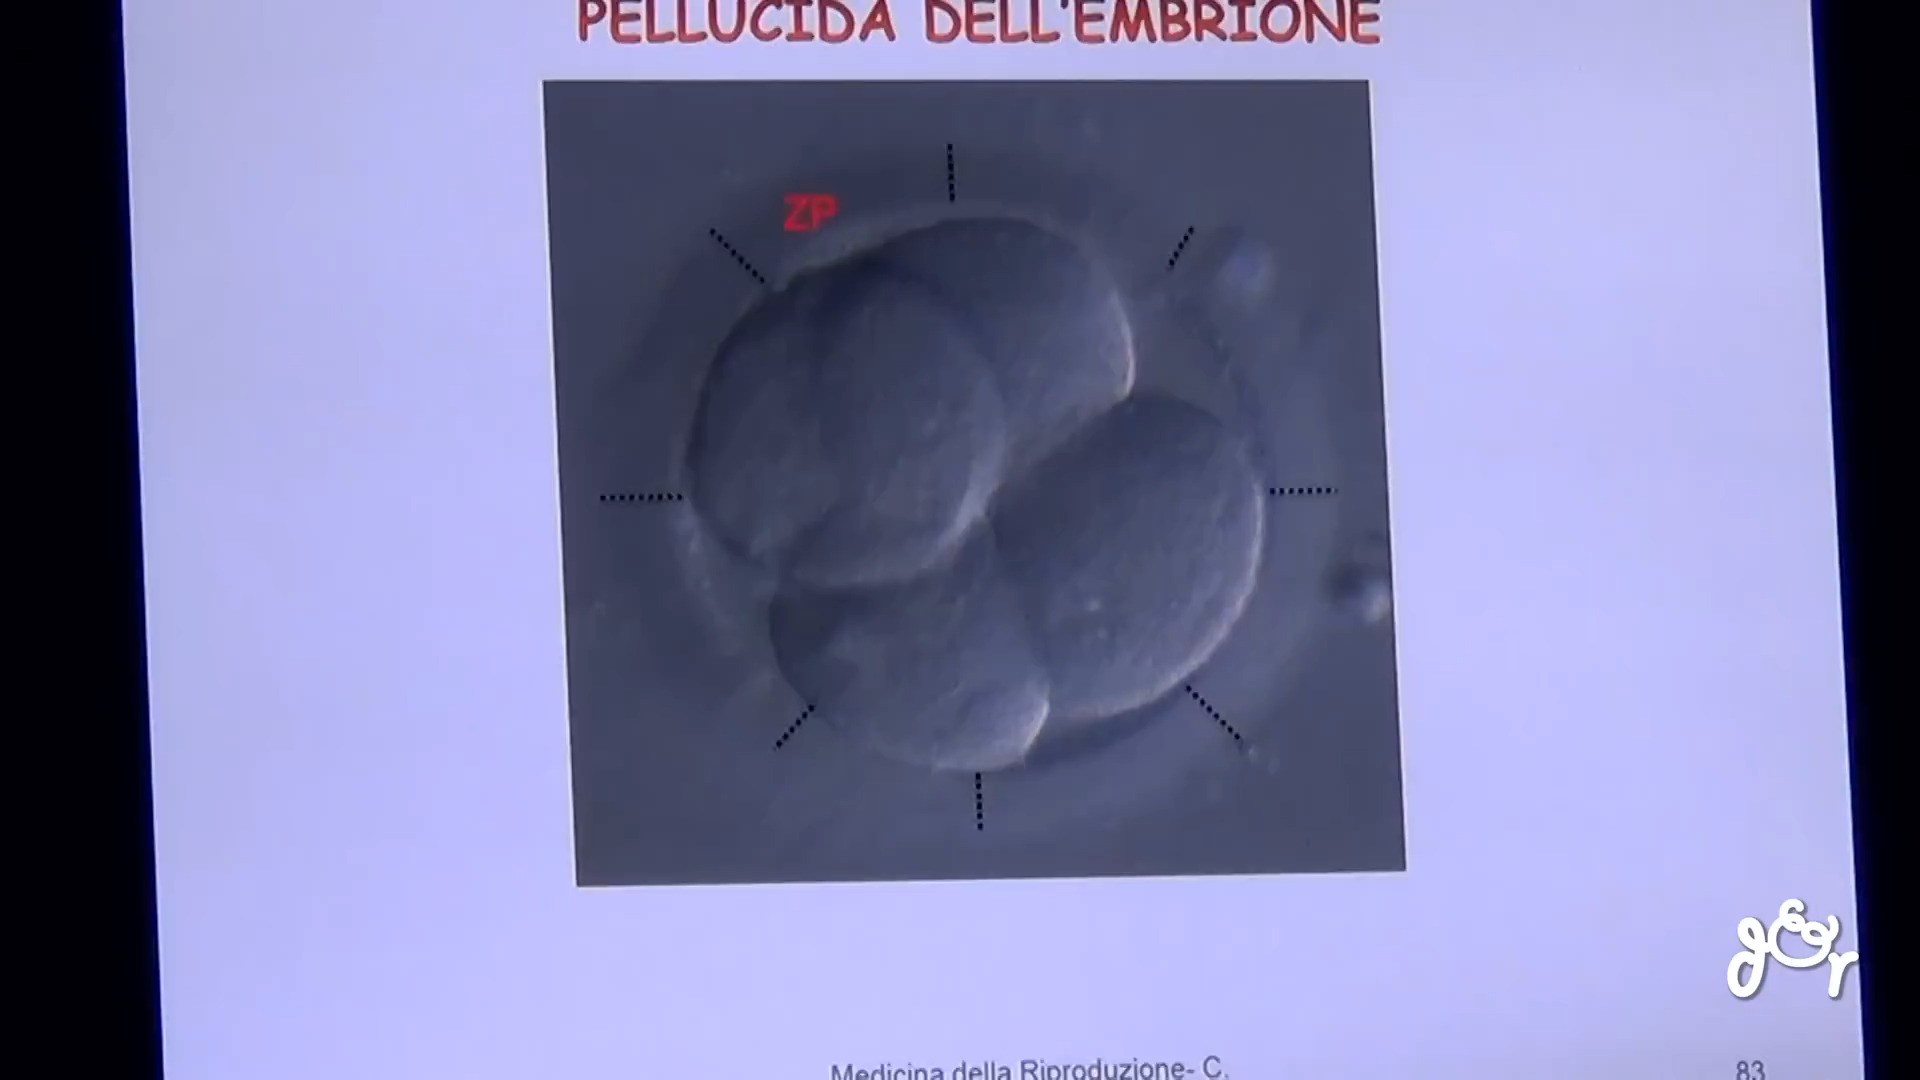 PELLUCIDA DELL'EMBRIONE
ZP
Medicina della Riproduzione- C.
83
g&r